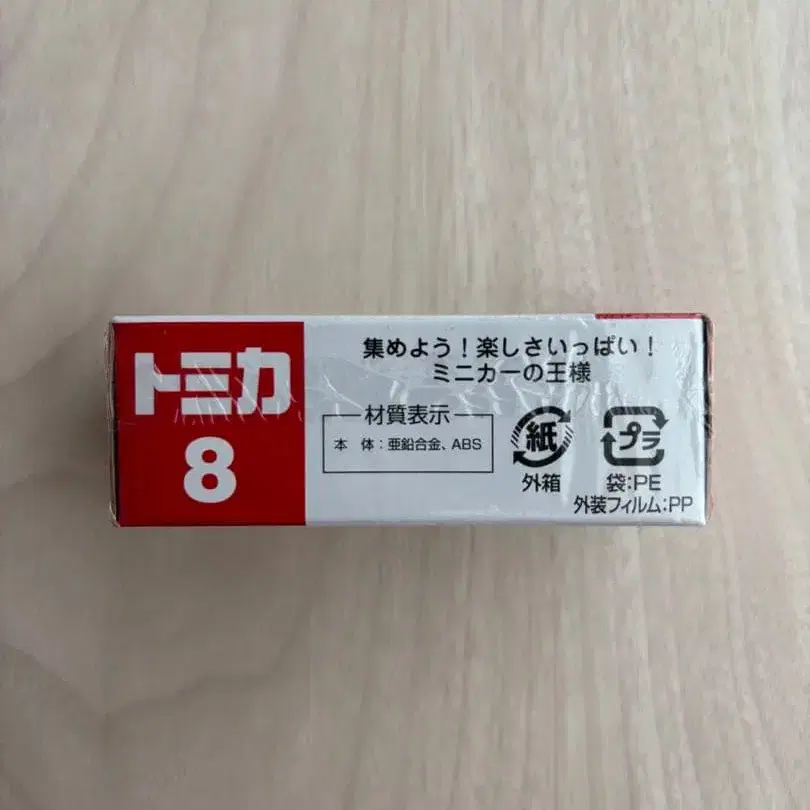 トミカ
8
集めよう！楽しさいっぱい！
ミニカーの王様
材質表示
本　体：亜鉛合金、ABS
紙
外箱
プラ
袋:PE
外装フィルム:PP